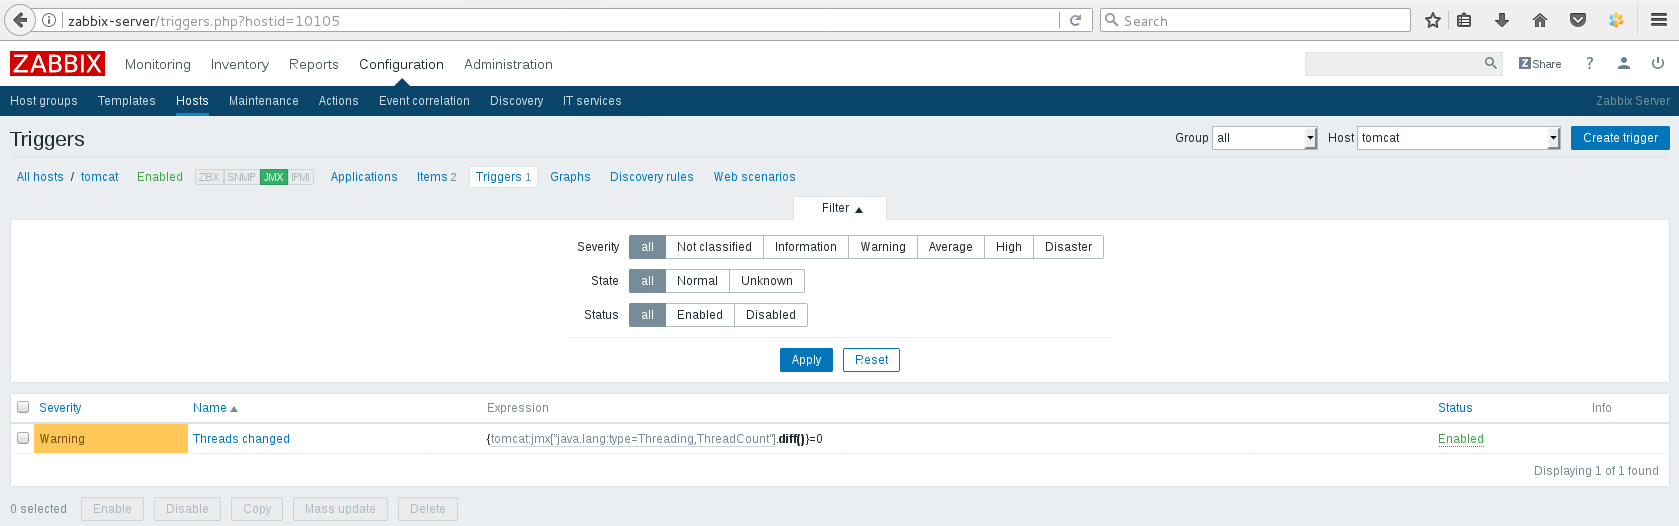 zabbix-server/triggers.php?hostid=10105 Search
ZABBIX Monitoring Inventory Reports Configuration Administration Z Share ?
Host groups Templates Hosts Maintenance Actions Event correlation Discovery IT services Zabbix Server
Triggers Group all Host tomcat Create trigger
All hosts / tomcat Enabled ZBX SNMP JMX IPMI Applications Items 2 Triggers 1 Graphs Discovery rules Web scenarios
Filter ▲
Severity all Not classified Information Warning Average High Disaster
State all Normal Unknown
Status all Enabled Disabled
Apply Reset
Severity Name ▲ Expression Status Info
Warning Threads changed {tomcat:jmx["java.lang:type=Threading,ThreadCount"].diff()}=0 Enabled
Displaying 1 of 1 found
0 selected Enable Disable Copy Mass update Delete